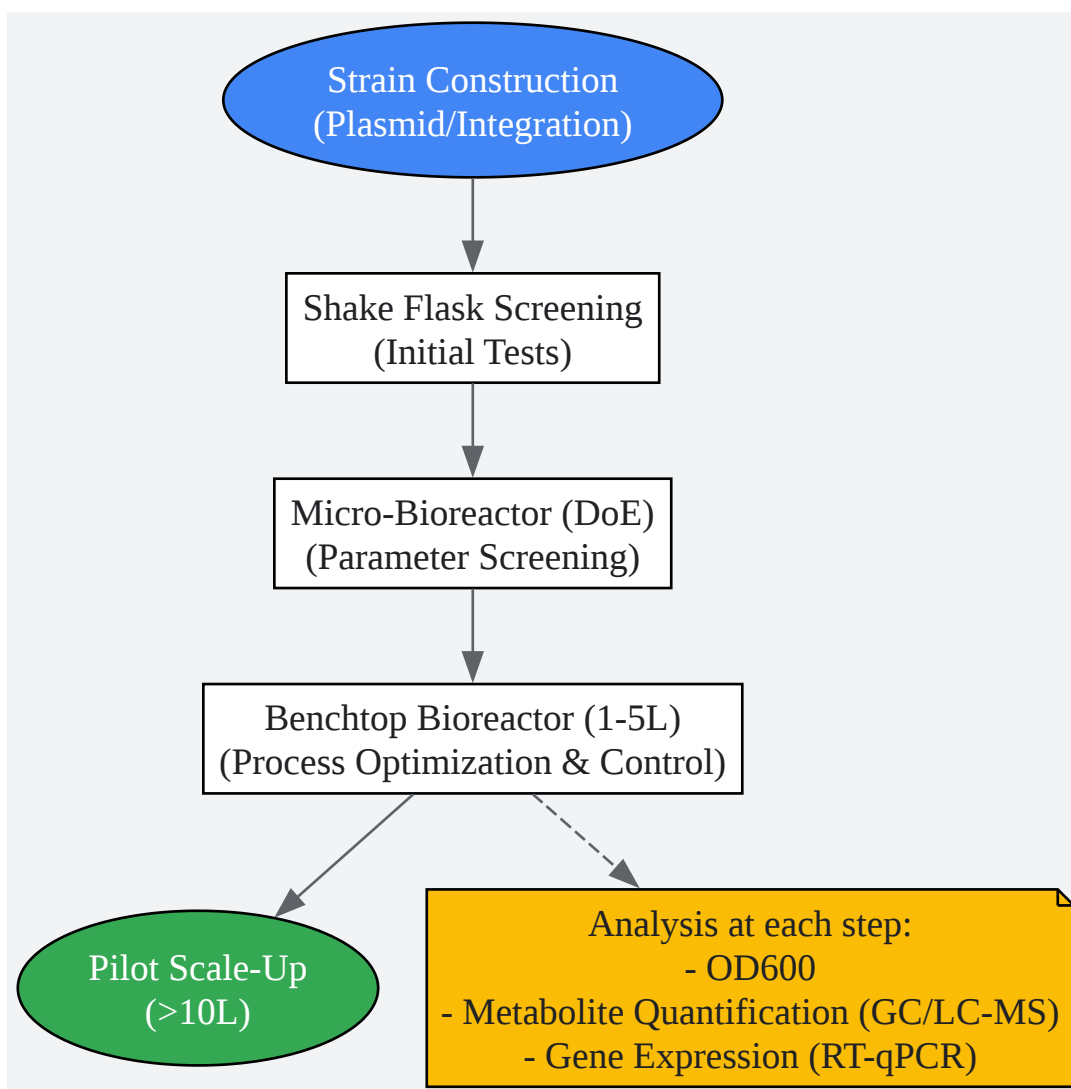 Strain Construction
(Plasmid/Integration)
Shake Flask Screening
(Initial Tests)
Micro-Bioreactor (DoE)
(Parameter Screening)
Benchtop Bioreactor (1-5L)
(Process Optimization & Control)
Pilot Scale-Up
(>10L)
Analysis at each step:
- OD600
- Metabolite Quantification (GC/LC-MS)
- Gene Expression (RT-qPCR)